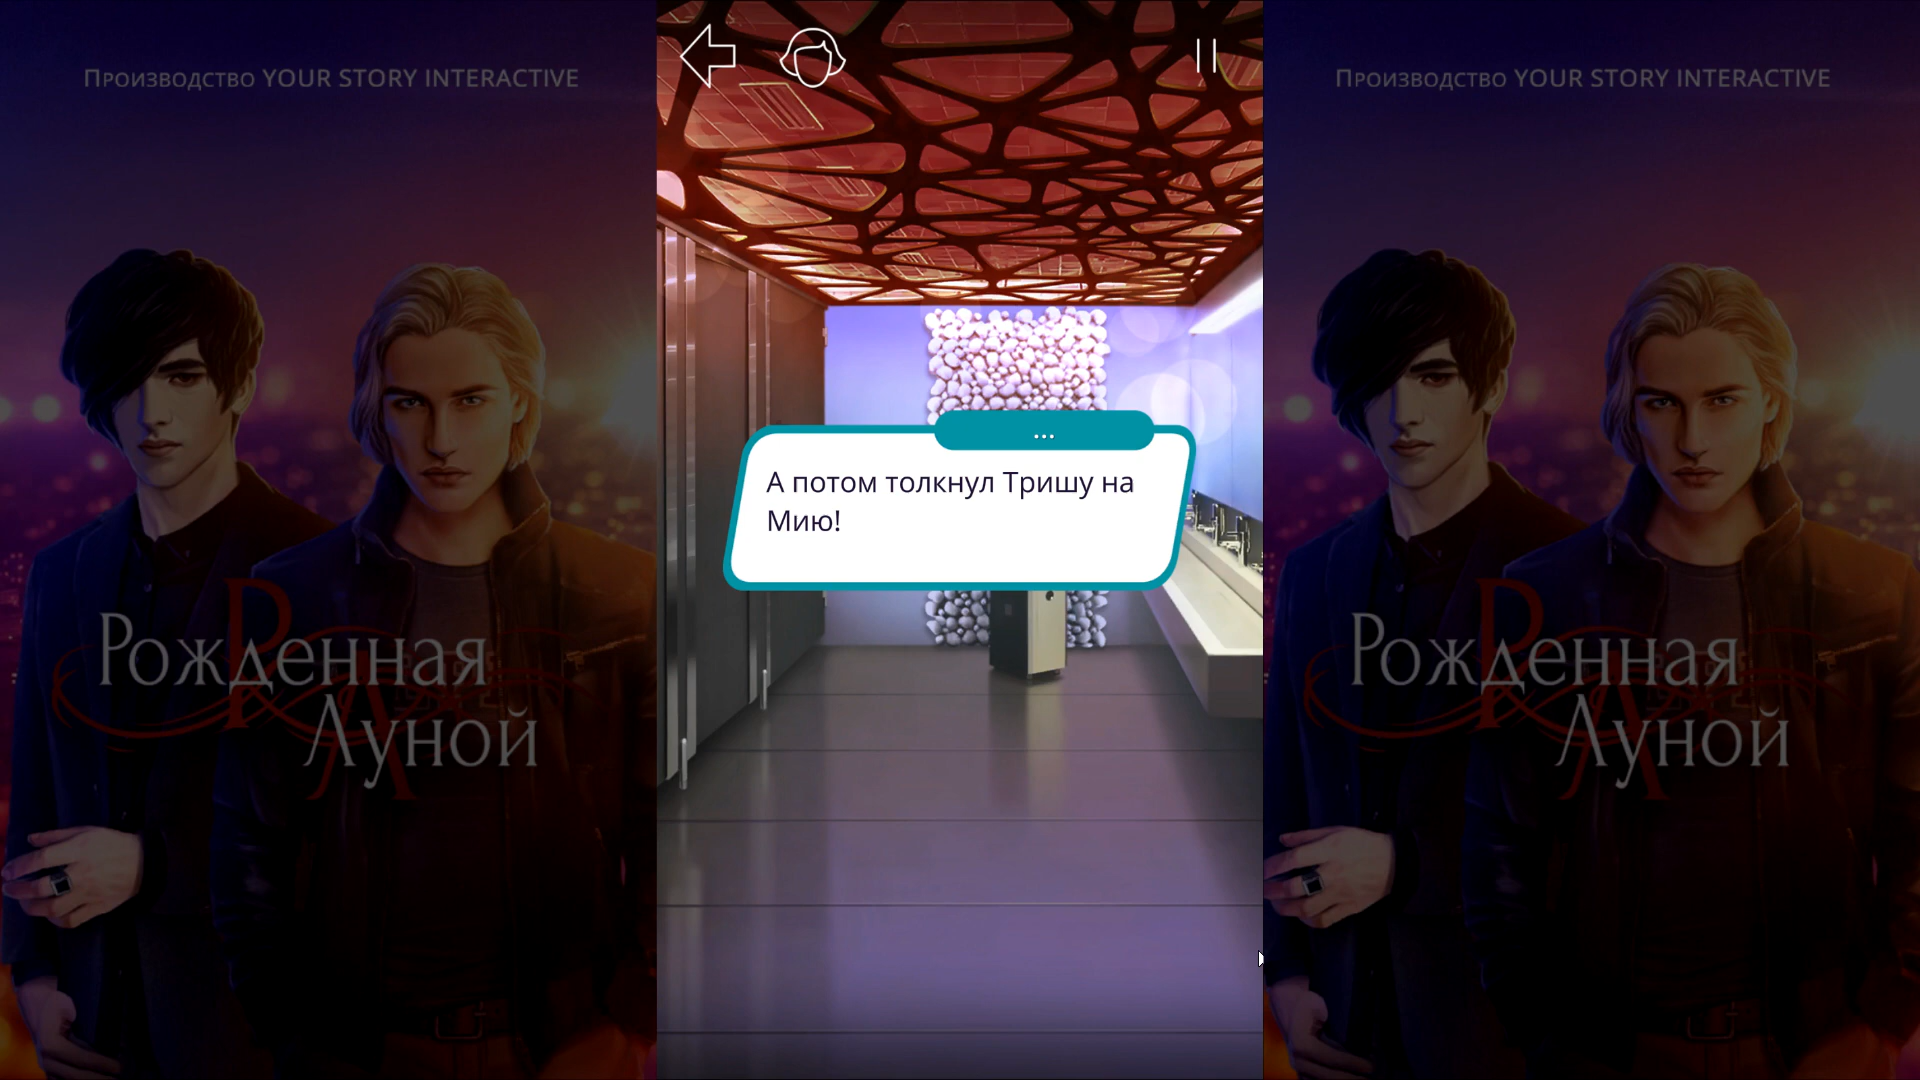 Производство YOUR STORY INTERACTIVE
Рожденная
Луной
...
А потом толкнул Тришу на
Мию!
Производство YOUR STORY INTERACTIVE
Рожденная
Луной